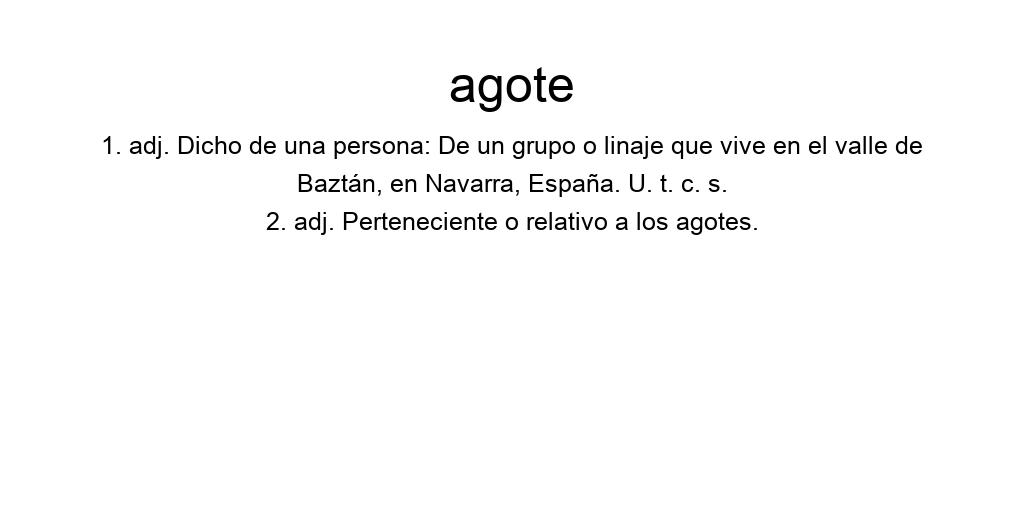 agote
1. adj. Dicho de una persona: De un grupo o linaje que vive en el valle de
Baztán, en Navarra, España. U. t. c. s.
2. adj. Perteneciente o relativo a los agotes.